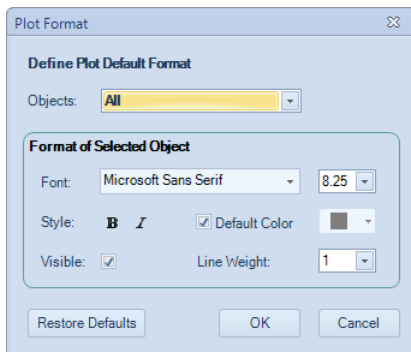 Plot Format
Define Plot Default Format
Objects: All
Format of Selected Object
Font: Microsoft Sans Serif 8.25
Style: B I Default Color
Visible: Line Weight: 1
Restore Defaults OK Cancel